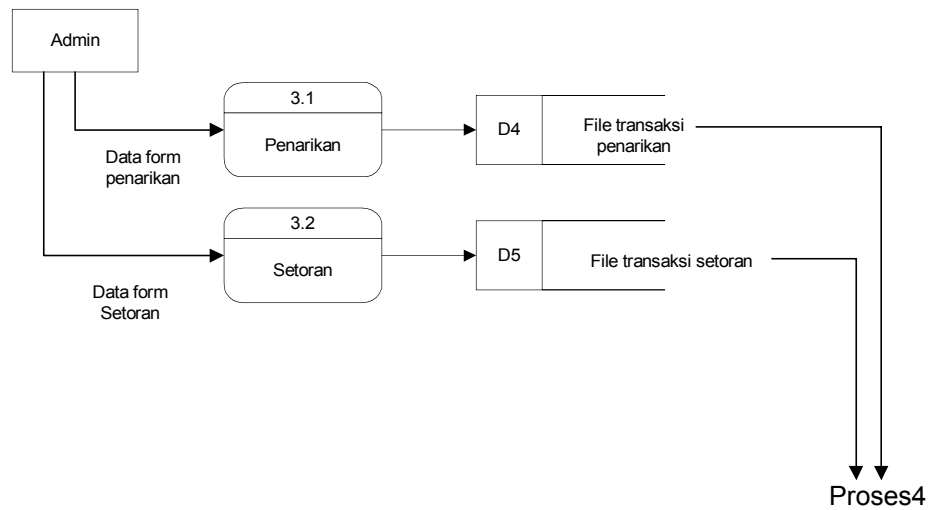 Admin
3.1
Penarikan
Data form
penarikan
D4
File transaksi
penarikan
3.2
Setoran
Data form
Setoran
D5
File transaksi setoran
Proses4